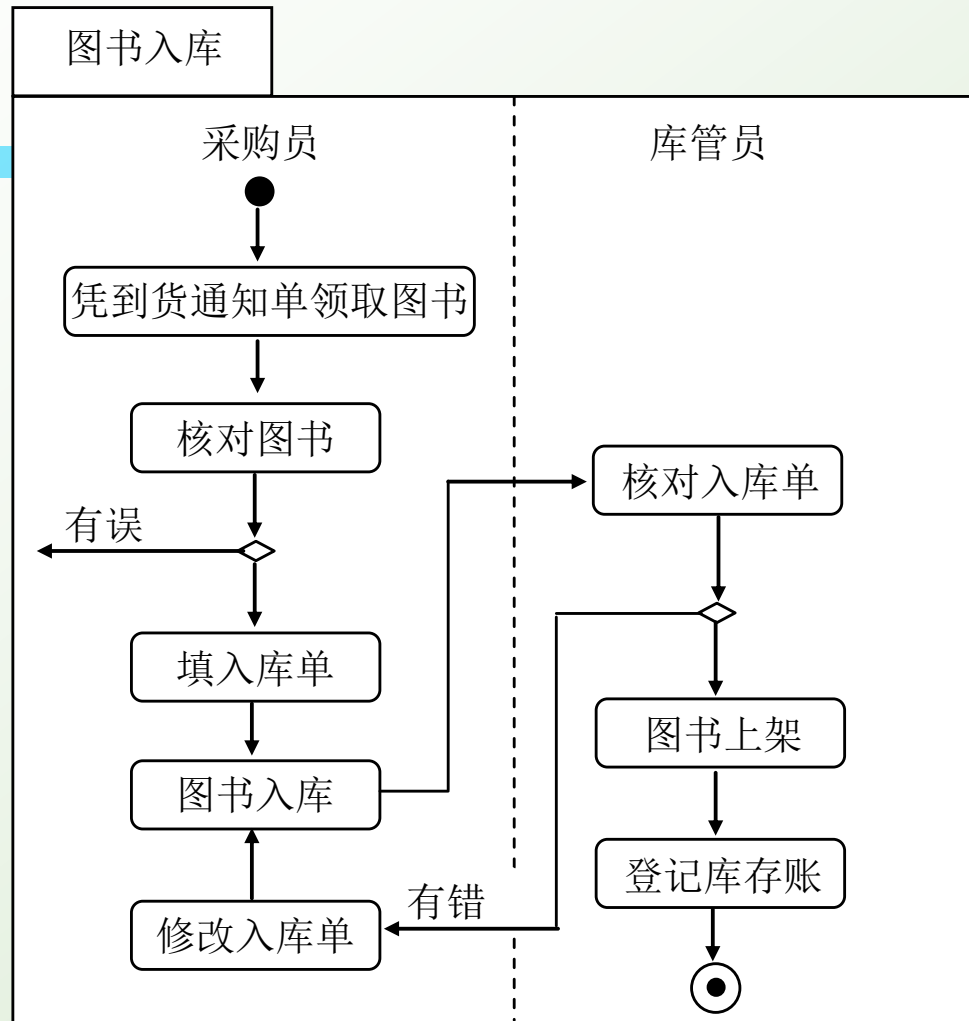 图书入库
采购员
库管员
凭到货通知单领取图书
核对图书
有误
填入库单
图书入库
修改入库单
核对入库单
图书上架
登记库存账
有错